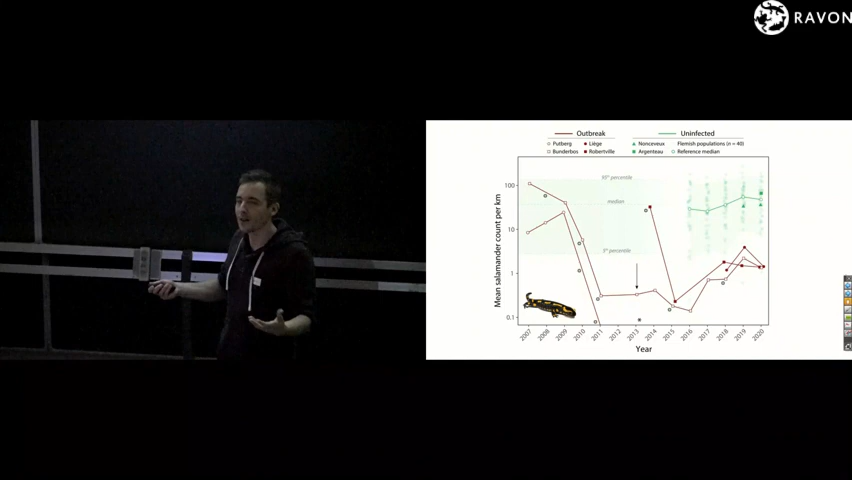 RAVON
Outbreak
Uninfected
Putberg
Liège
Nonceveux
Flemish populations (n = 40)
Bunderbos
Robertville
Argenteau
Reference median
95° percentile
median
5° percentile
Mean salamander count per km
100
10
1
0.1
2007 2008 2009 2010 2011 2012 2013 2014 2015 2016 2017 2018 2019 2020
Year